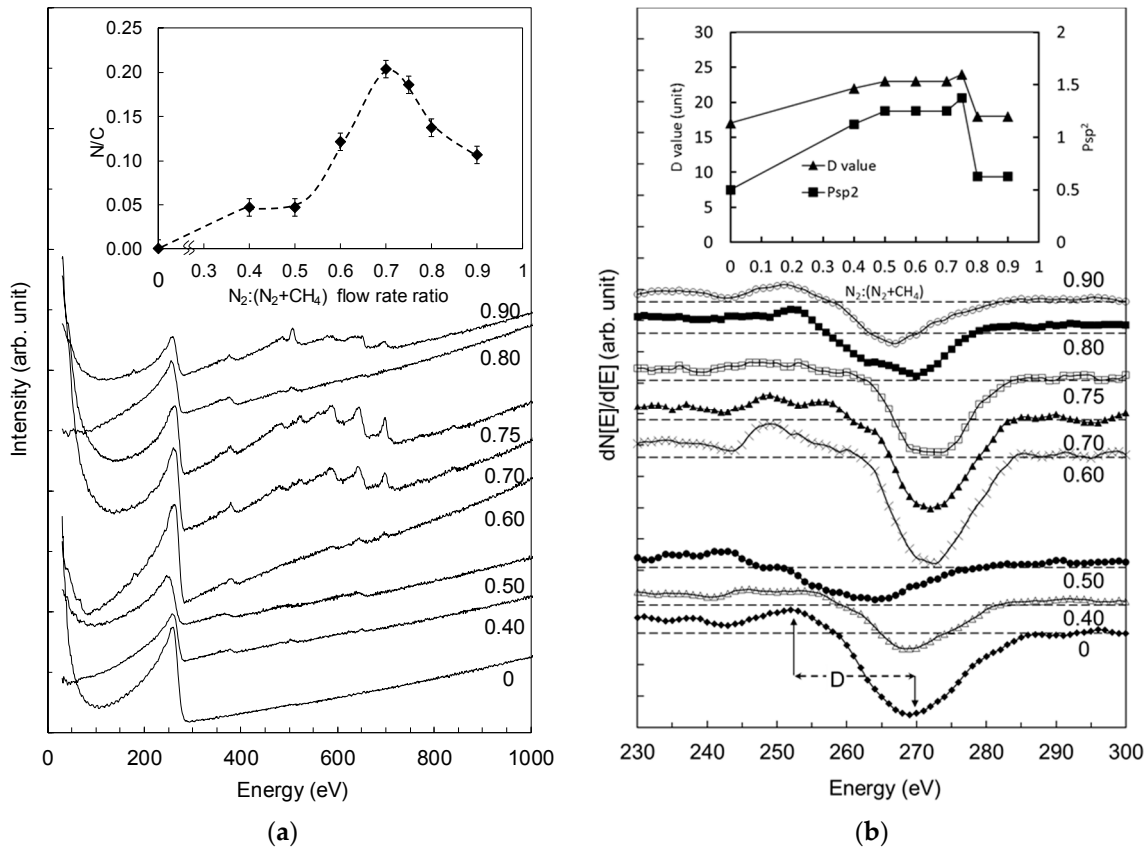 0.25
0.20
0.15
0.10
0.05
0.00
N/C
0 0.3 0.4 0.5 0.6 0.7 0.8 0.9 1
N₂:(N₂+CH₄) flow rate ratio
0.90
0.80
0.75
0.70
0.60
0.50
0.40
0
Intensity (arb. unit)
0 200 400 600 800 1000
Energy (eV)
(a)
30
25
20
15
10
5
0
D value (unit)
2
1.5
1
0.5
0
Psp²
D value
Psp2
0 0.1 0.2 0.3 0.4 0.5 0.6 0.7 0.8 0.9 1
N₂:(N₂+CH₄)
0.90
0.80
0.75
0.70
0.60
0.50
0.40
0
D
dN[E]/d[E] (arb. unit)
230 240 250 260 270 280 290 300
Energy (eV)
(b)